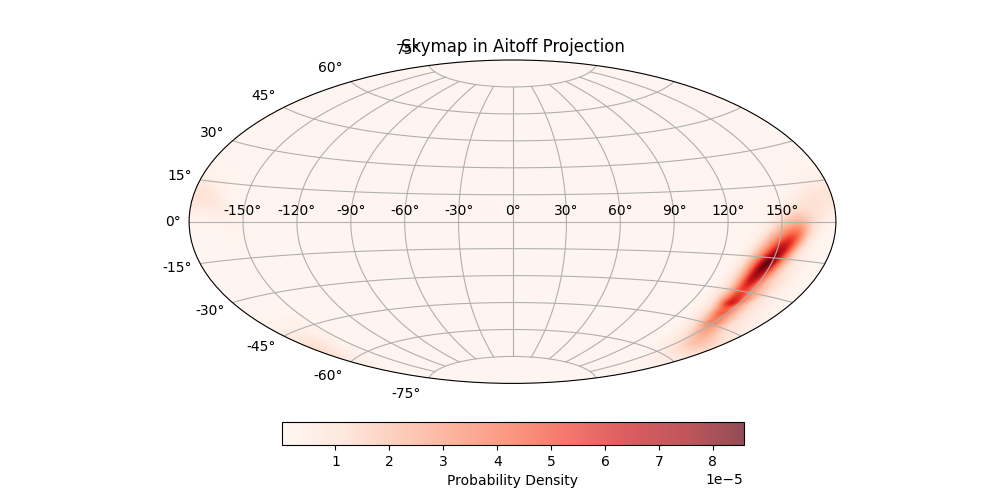 75°
Skymap in Aitoff Projection
60°
45°
30°
15°
-150° -120° -90° -60° -30° 0° 30° 60° 90° 120° 150°
0°
-15°
-30°
-45°
-60°
-75°
1 2 3 4 5 6 7 8
1e−5
Probability Density